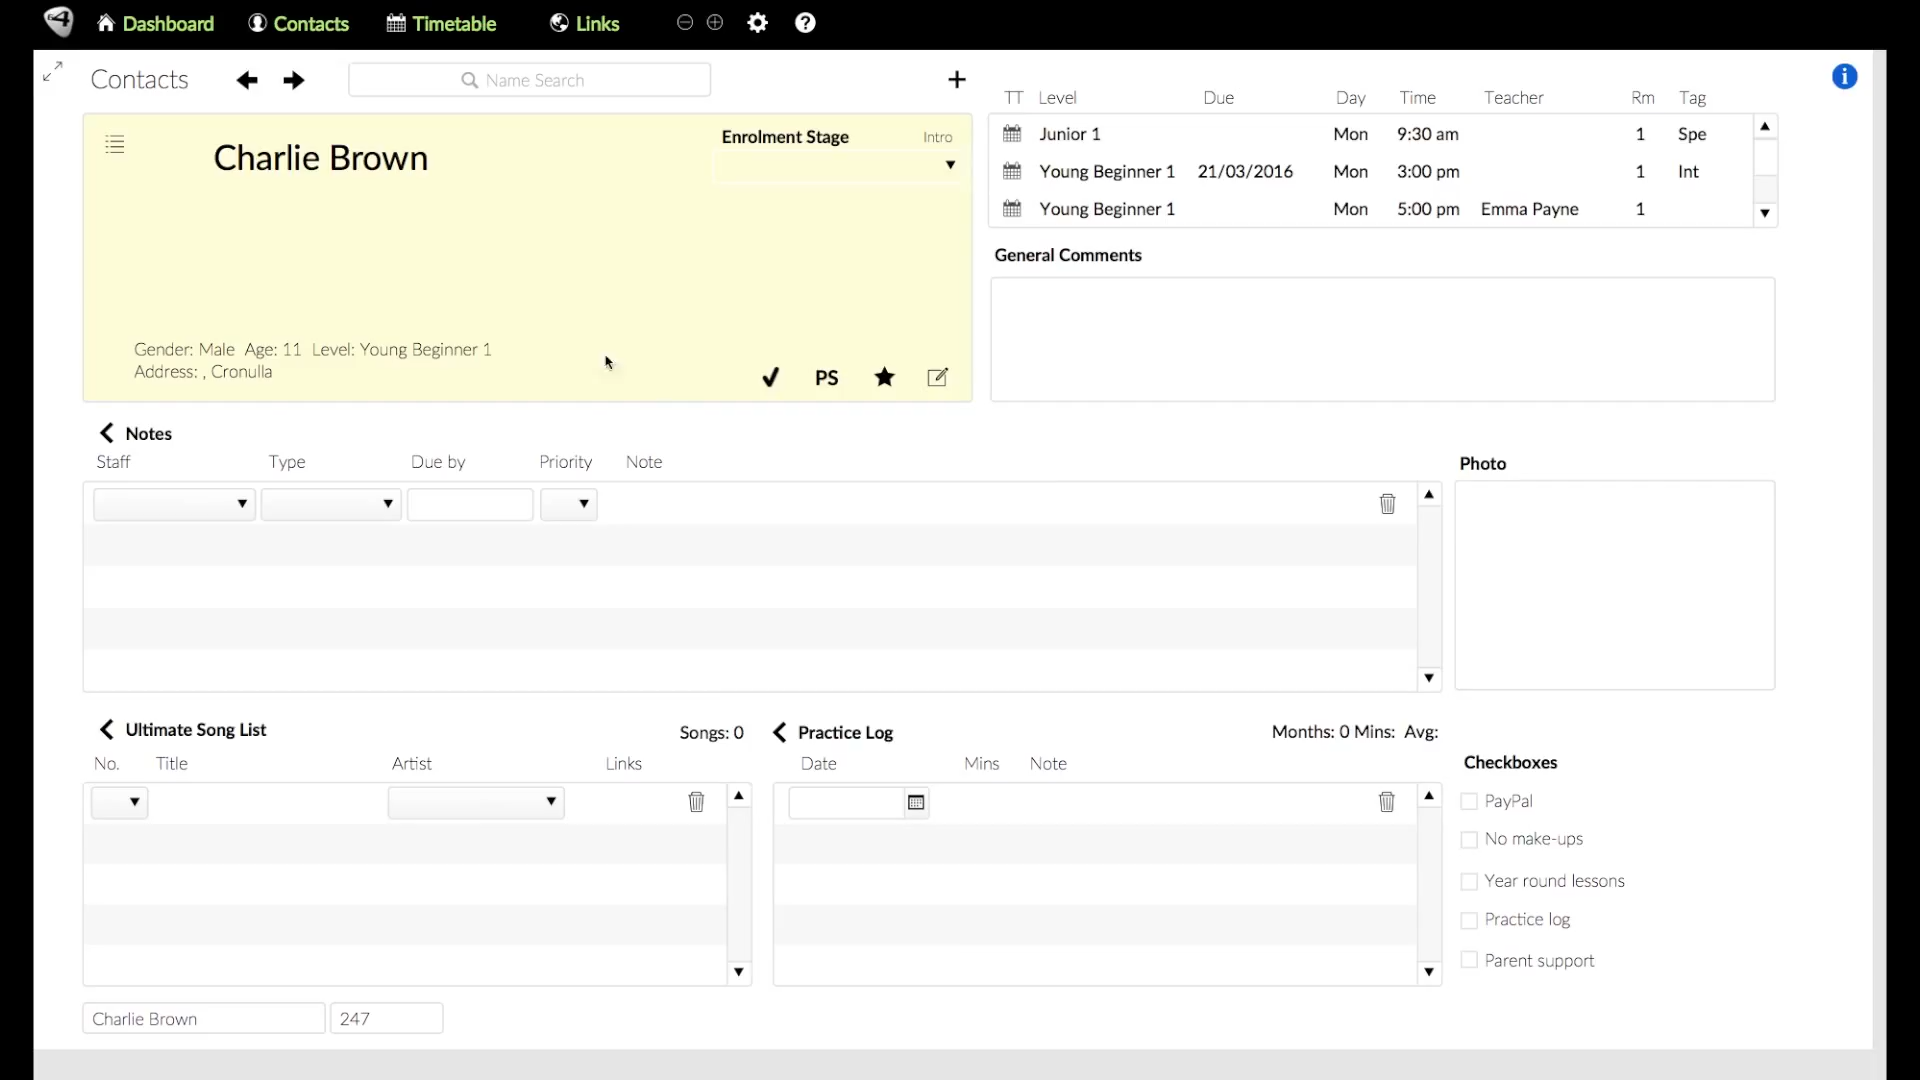 Dashboard Contacts Timetable Links
Contacts Name Search
Charlie Brown
Enrolment Stage Intro
Gender: Male Age: 11 Level: Young Beginner 1
Address: , Cronulla
PS
TT Level Due Day Time Teacher Rm Tag
Junior 1 Mon 9:30 am 1 Spe
Young Beginner 1 21/03/2016 Mon 3:00 pm 1 Int
Young Beginner 1 Mon 5:00 pm Emma Payne 1
General Comments
Notes
Staff Type Due by Priority Note
Photo
Ultimate Song List Songs: 0
No. Title Artist Links
Practice Log Months: 0 Mins: Avg:
Date Mins Note
Checkboxes
PayPal
No make-ups
Year round lessons
Practice log
Parent support
Charlie Brown 247